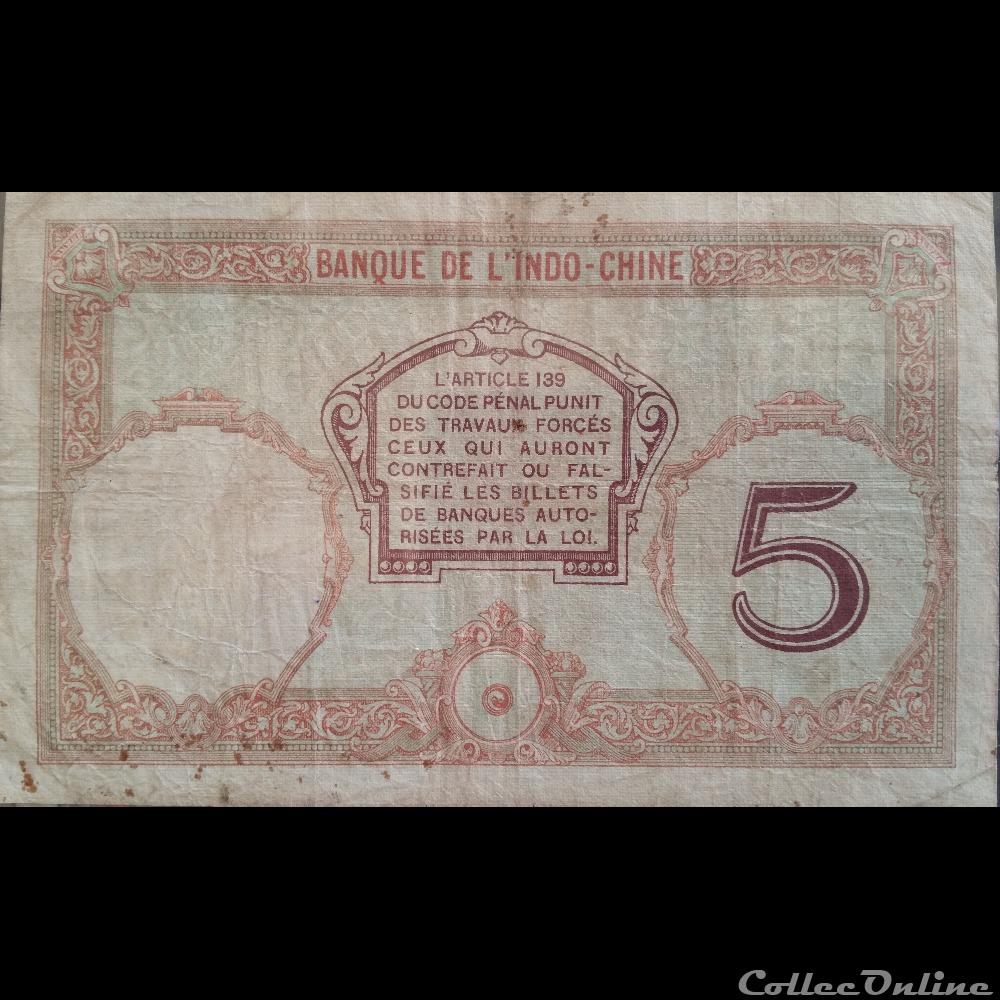 BANQUE DE L'INDO-CHINE
L'ARTICLE 139
DU CODE PÉNAL PUNIT
DES TRAVAUX FORCÉS
CEUX QUI AURONT
CONTREFAIT OU FAL-
SIFIÉ LES BILLETS
DE BANQUES AUTO-
RISÉES PAR LA LOI.
5
CollecOnline